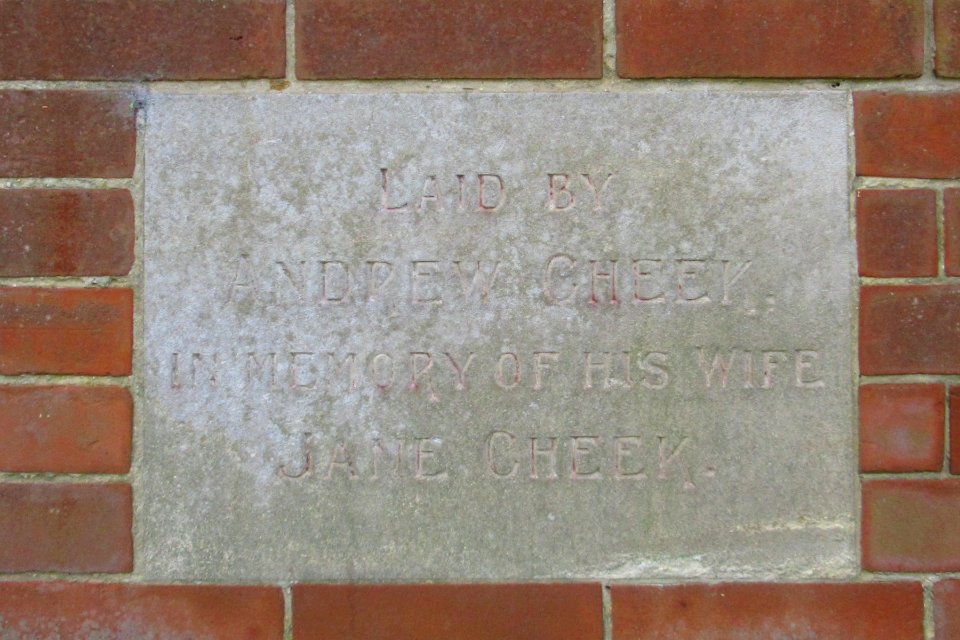 LAID BY
ANDREW CHEEK.
IN MEMORY OF HIS WIFE
JANE CHEEK.